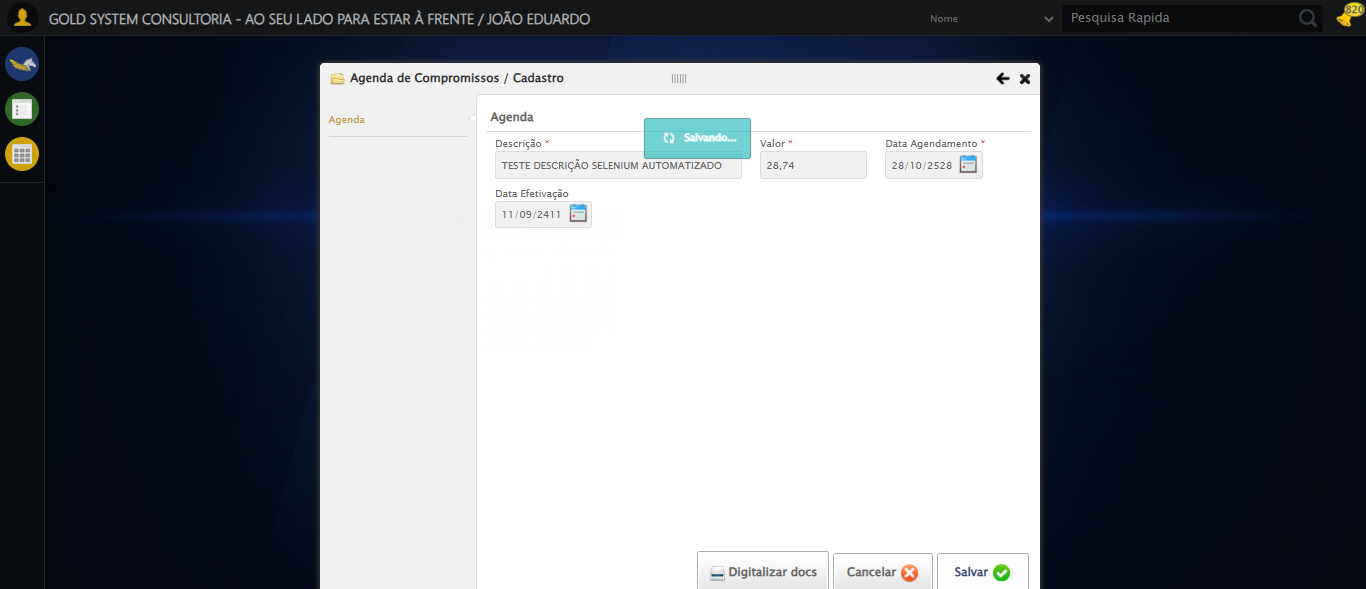 GOLD SYSTEM CONSULTORIA - AO SEU LADO PARA ESTAR À FRENTE / JOÃO EDUARDO
Nome
Pesquisa Rapida
820
Agenda de Compromissos / Cadastro
Agenda
Agenda
Salvando...
Descrição *
Valor *
Data Agendamento *
TESTE DESCRIÇÃO SELENIUM AUTOMATIZADO
28,74
28/10/2528
Data Efetivação
11/09/2411
Digitalizar docs
Cancelar
Salvar